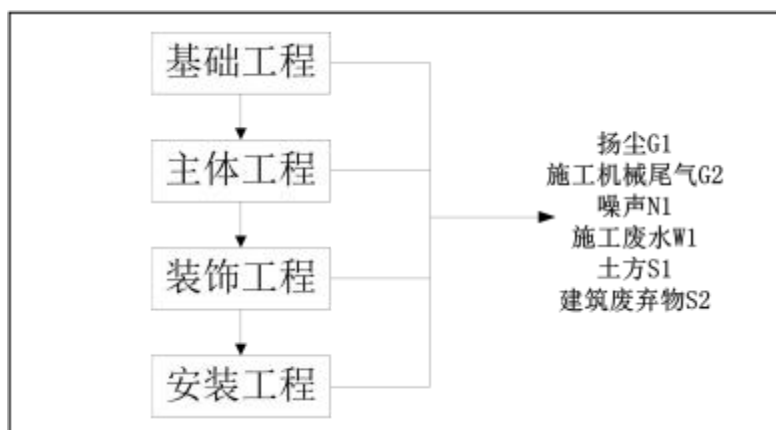 基础工程
主体工程
装饰工程
安装工程
扬尘G1
施工机械尾气G2
噪声N1
施工废水W1
土方S1
建筑废弃物S2